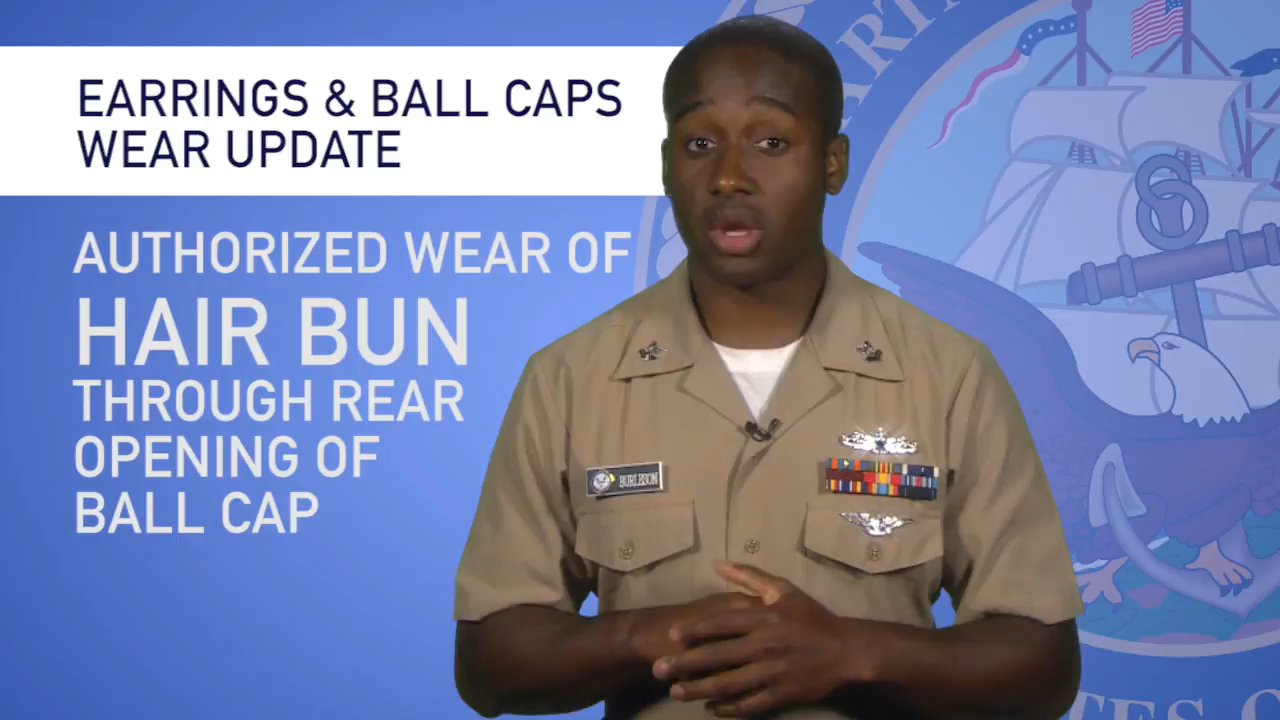 EARRINGS & BALL CAPS
WEAR UPDATE
AUTHORIZED WEAR OF
HAIR BUN
THROUGH REAR
OPENING OF
BALL CAP
BURLESON